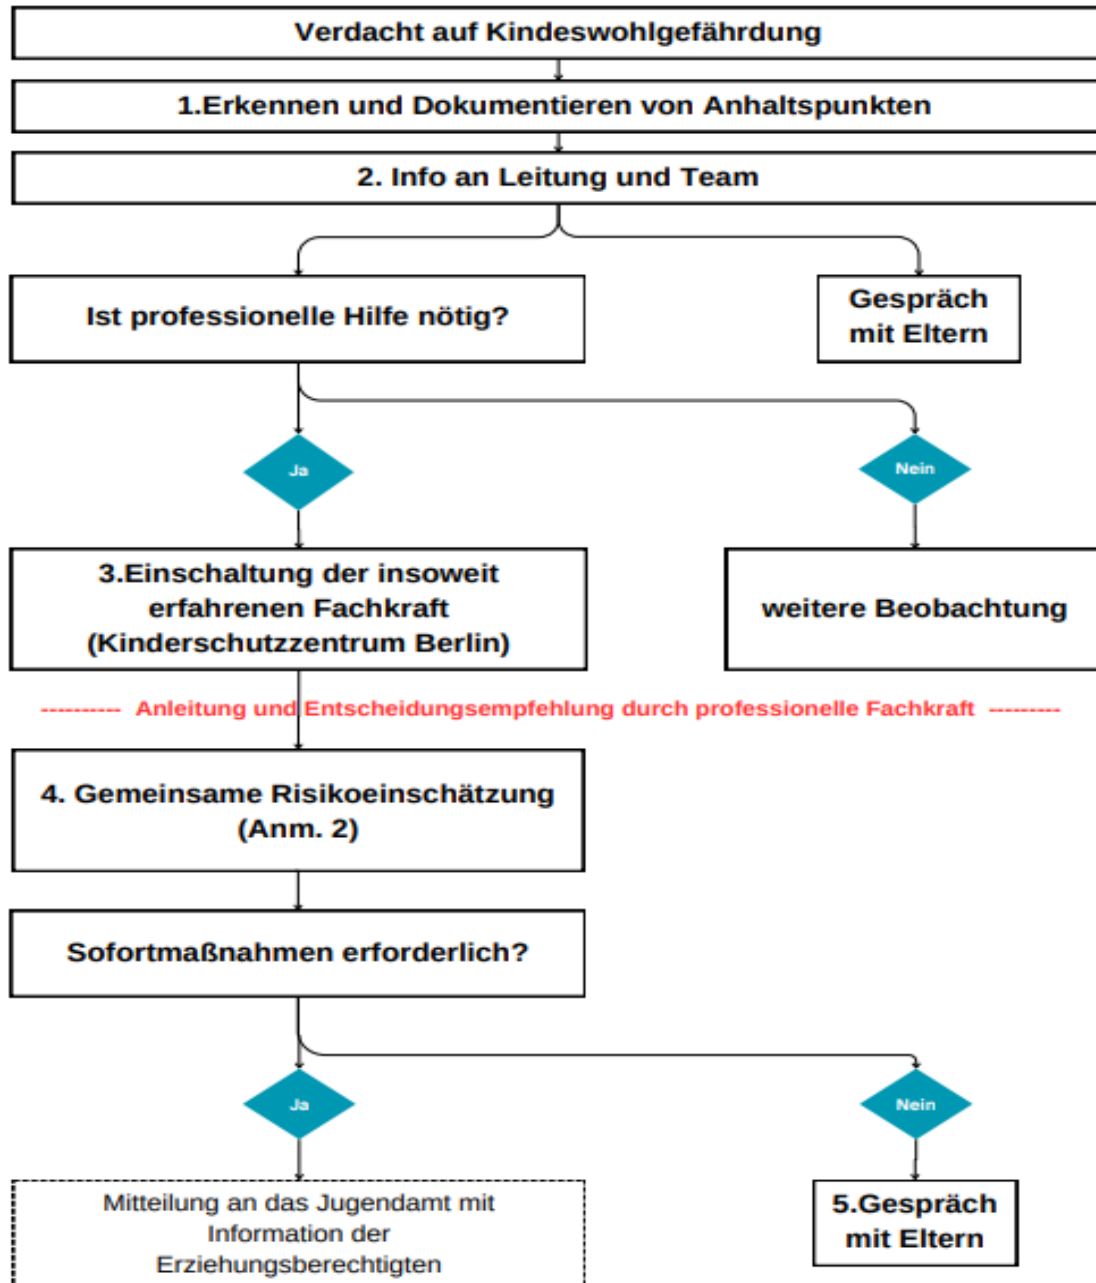 Verdacht auf Kindeswohlgefährdung
1.Erkennen und Dokumentieren von Anhaltspunkten
2. Info an Leitung und Team
Ist professionelle Hilfe nötig?
Gespräch
mit Eltern
Ja
Nein
3.Einschaltung der insoweit
erfahrenen Fachkraft
(Kinderschutzzentrum Berlin)
weitere Beobachtung
---------- Anleitung und Entscheidungsempfehlung durch professionelle Fachkraft ---------
4. Gemeinsame Risikoeinschätzung
(Anm. 2)
Sofortmaßnahmen erforderlich?
Ja
Nein
Mitteilung an das Jugendamt mit
Information der
Erziehungsberechtigten
5.Gespräch
mit Eltern